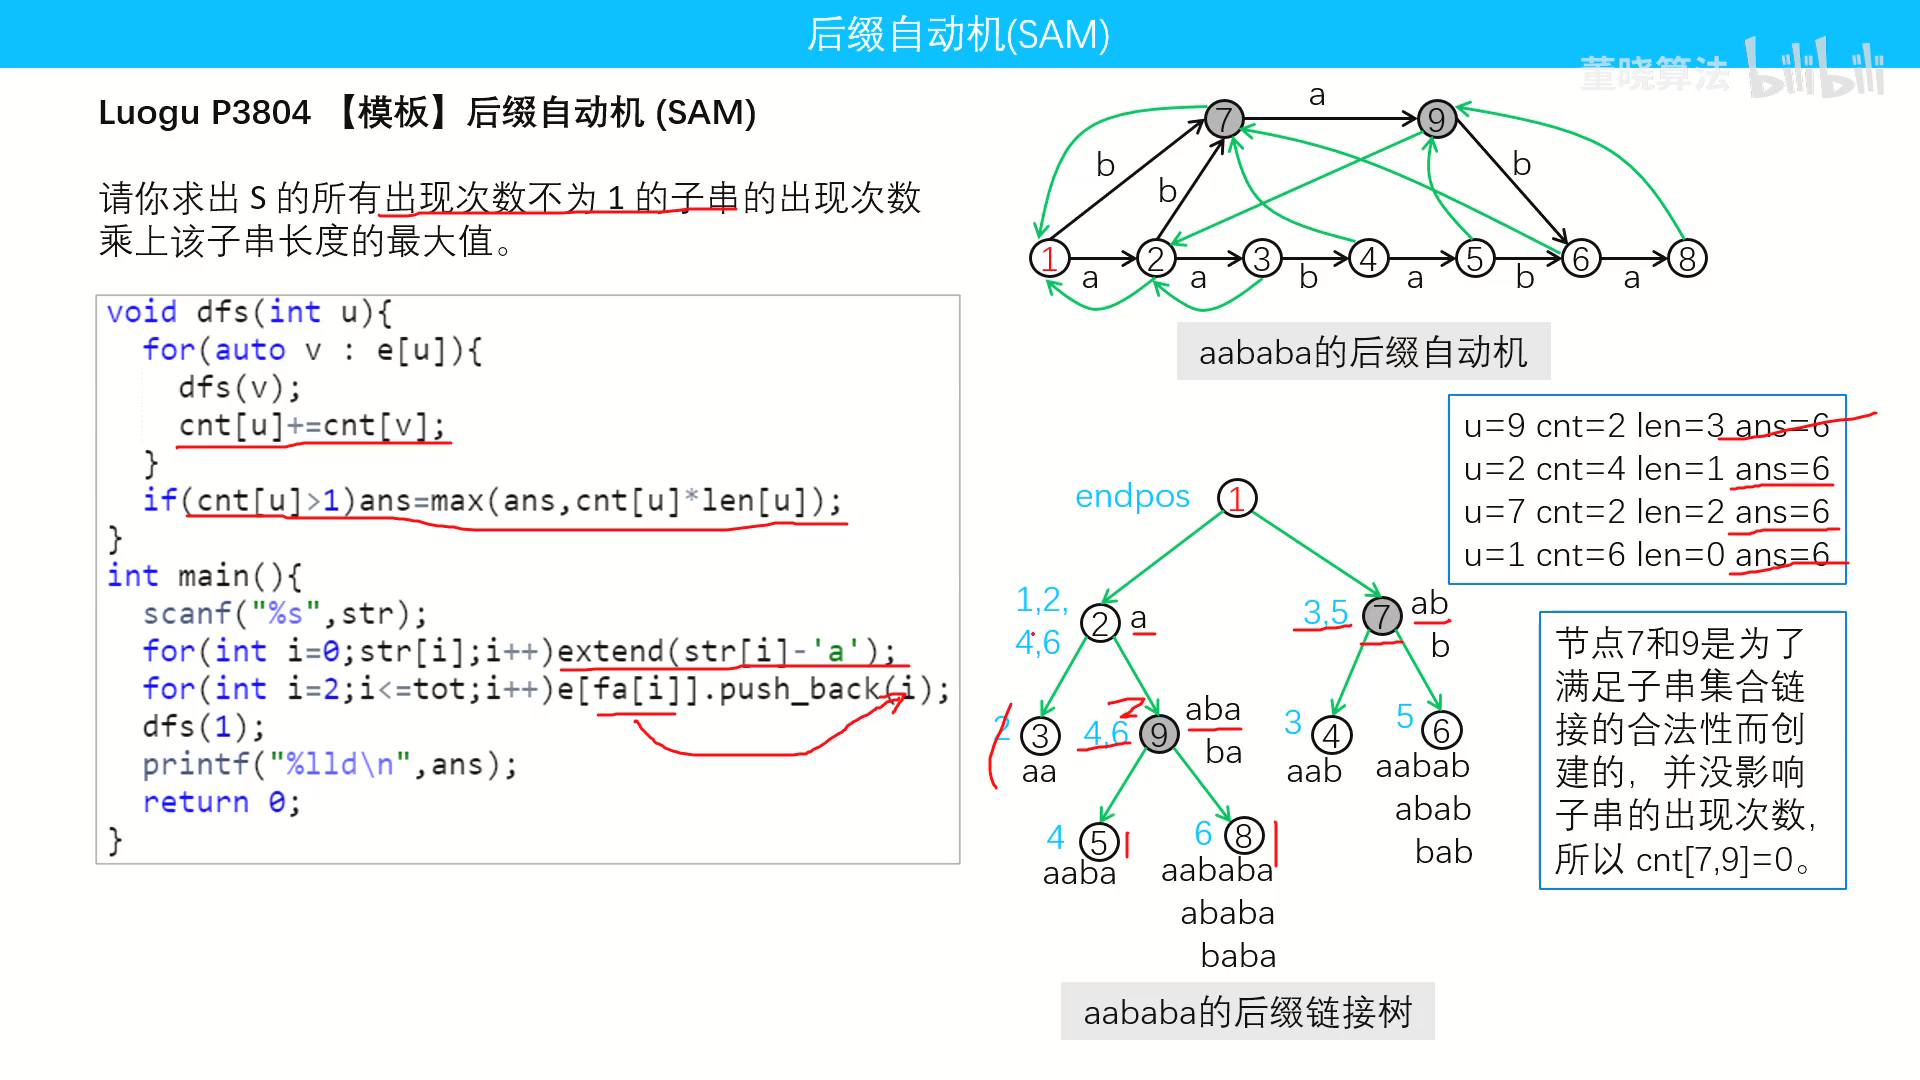 后缀自动机(SAM)
董晓算法 bilibili
Luogu P3804 【模板】后缀自动机 (SAM)
请你求出 S 的所有出现次数不为 1 的子串的出现次数
乘上该子串长度的最大值。
void dfs(int u){
for(auto v : e[u]){
dfs(v);
cnt[u]+=cnt[v];
}
if(cnt[u]>1)ans=max(ans,cnt[u]*len[u]);
}
int main(){
scanf("%s",str);
for(int i=0;str[i];i++)extend(str[i]-'a');
for(int i=2;i<=tot;i++)e[fa[i]].push_back(i);
dfs(1);
printf("%lld\n",ans);
return 0;
}
a
7 9
b b b
1 2 3 4 5 6 8
a a b a b a
aababa的后缀自动机
u=9 cnt=2 len=3 ans=6
u=2 cnt=4 len=1 ans=6
u=7 cnt=2 len=2 ans=6
u=1 cnt=6 len=0 ans=6
endpos 1
1,2,
4,6
2 a
3,5 7 ab
b
2 3
aa
2
4,6 9 aba
ba
3 4
aab
5 6
aabab
abab
bab
4 5 1
aaba
6 8 1
aababa
ababa
baba
aababa的后缀链接树
节点7和9是为了
满足子串集合链
接的合法性而创
建的，并没影响
子串的出现次数,
所以 cnt[7,9]=0。